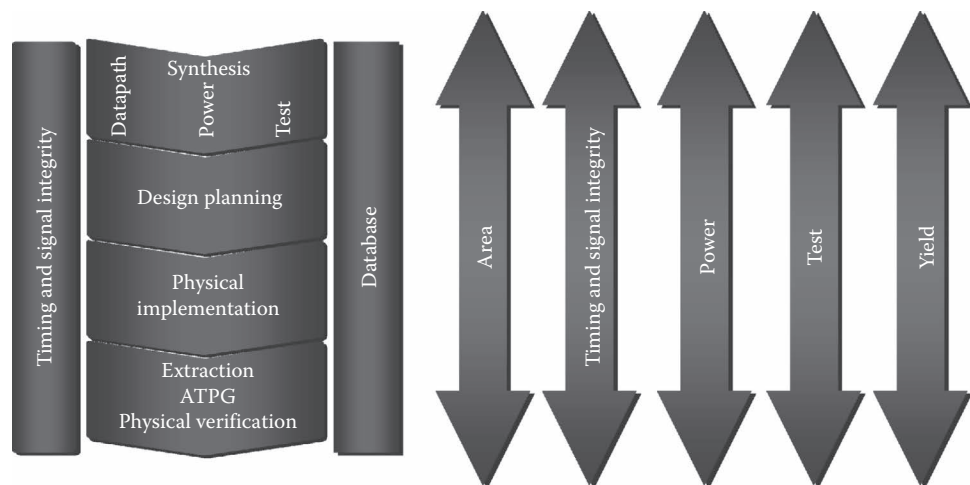 Timing and signal integrity
Synthesis
Datapath
Power
Test
Design planning
Physical
implementation
Extraction
ATPG
Physical verification
Database
Area
Timing and signal integrity
Power
Test
Yield